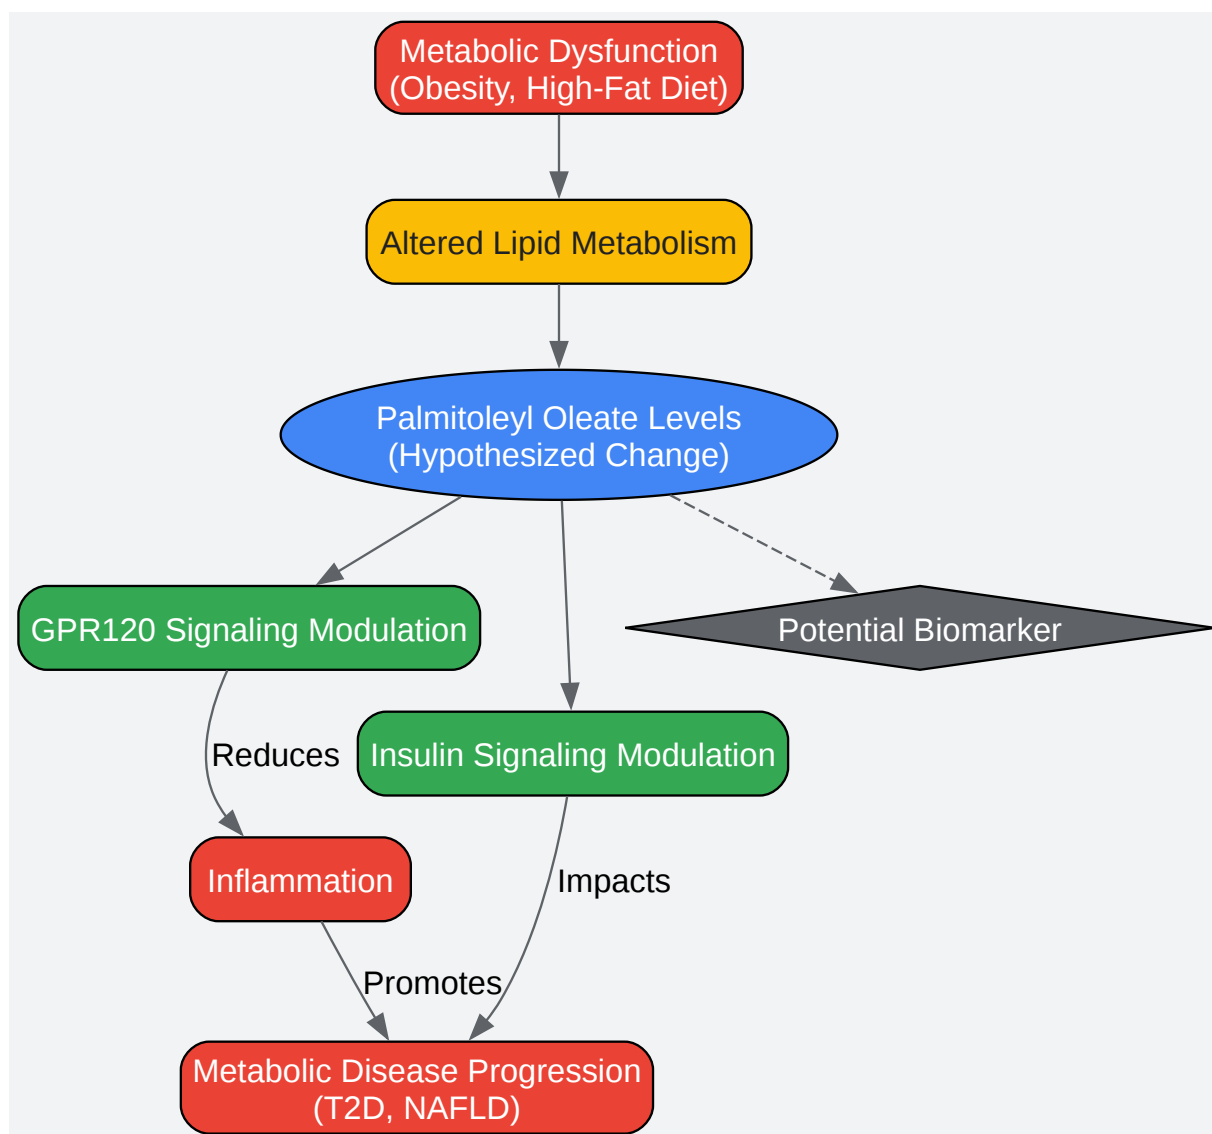 Metabolic Dysfunction
(Obesity, High-Fat Diet)
Altered Lipid Metabolism
Palmitoleyl Oleate Levels
(Hypothesized Change)
GPR120 Signaling Modulation
Potential Biomarker
Reduces
Insulin Signaling Modulation
Inflammation
Impacts
Promotes
Metabolic Disease Progression
(T2D, NAFLD)